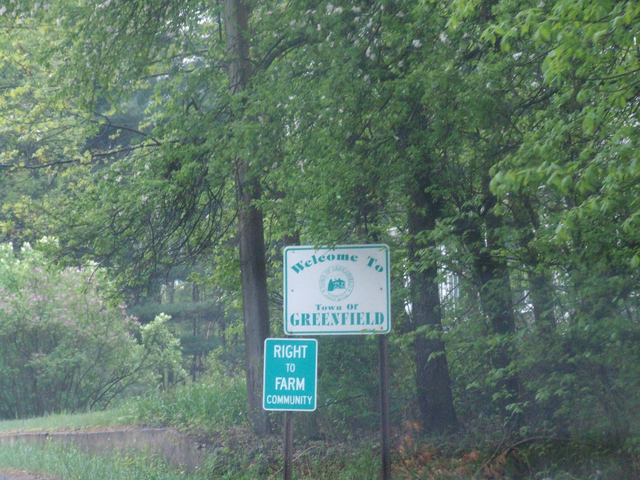 Welcome To
Town Of
GREENFIELD
RIGHT
TO
FARM
COMMUNITY